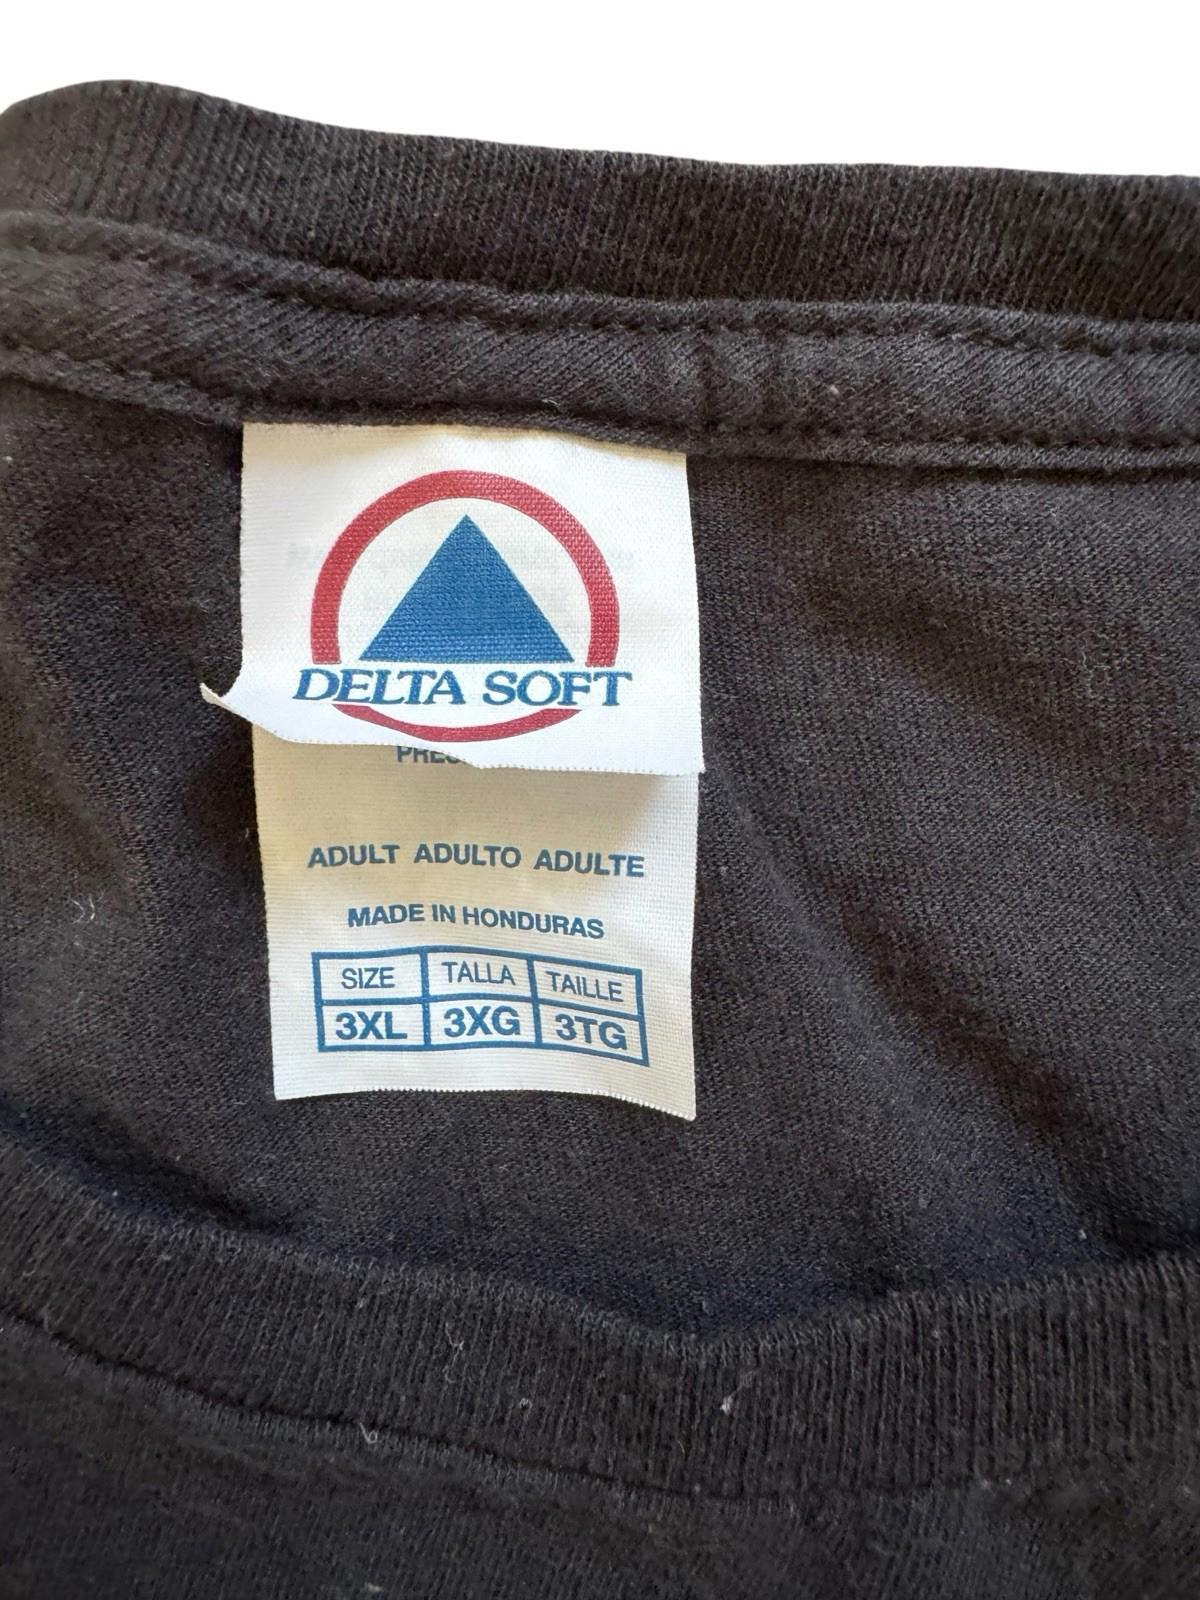 DELTA SOFT
ADULT ADULTO ADULTE
MADE IN HONDURAS
SIZE TALLA TAILLE
3XL 3XG 3TG